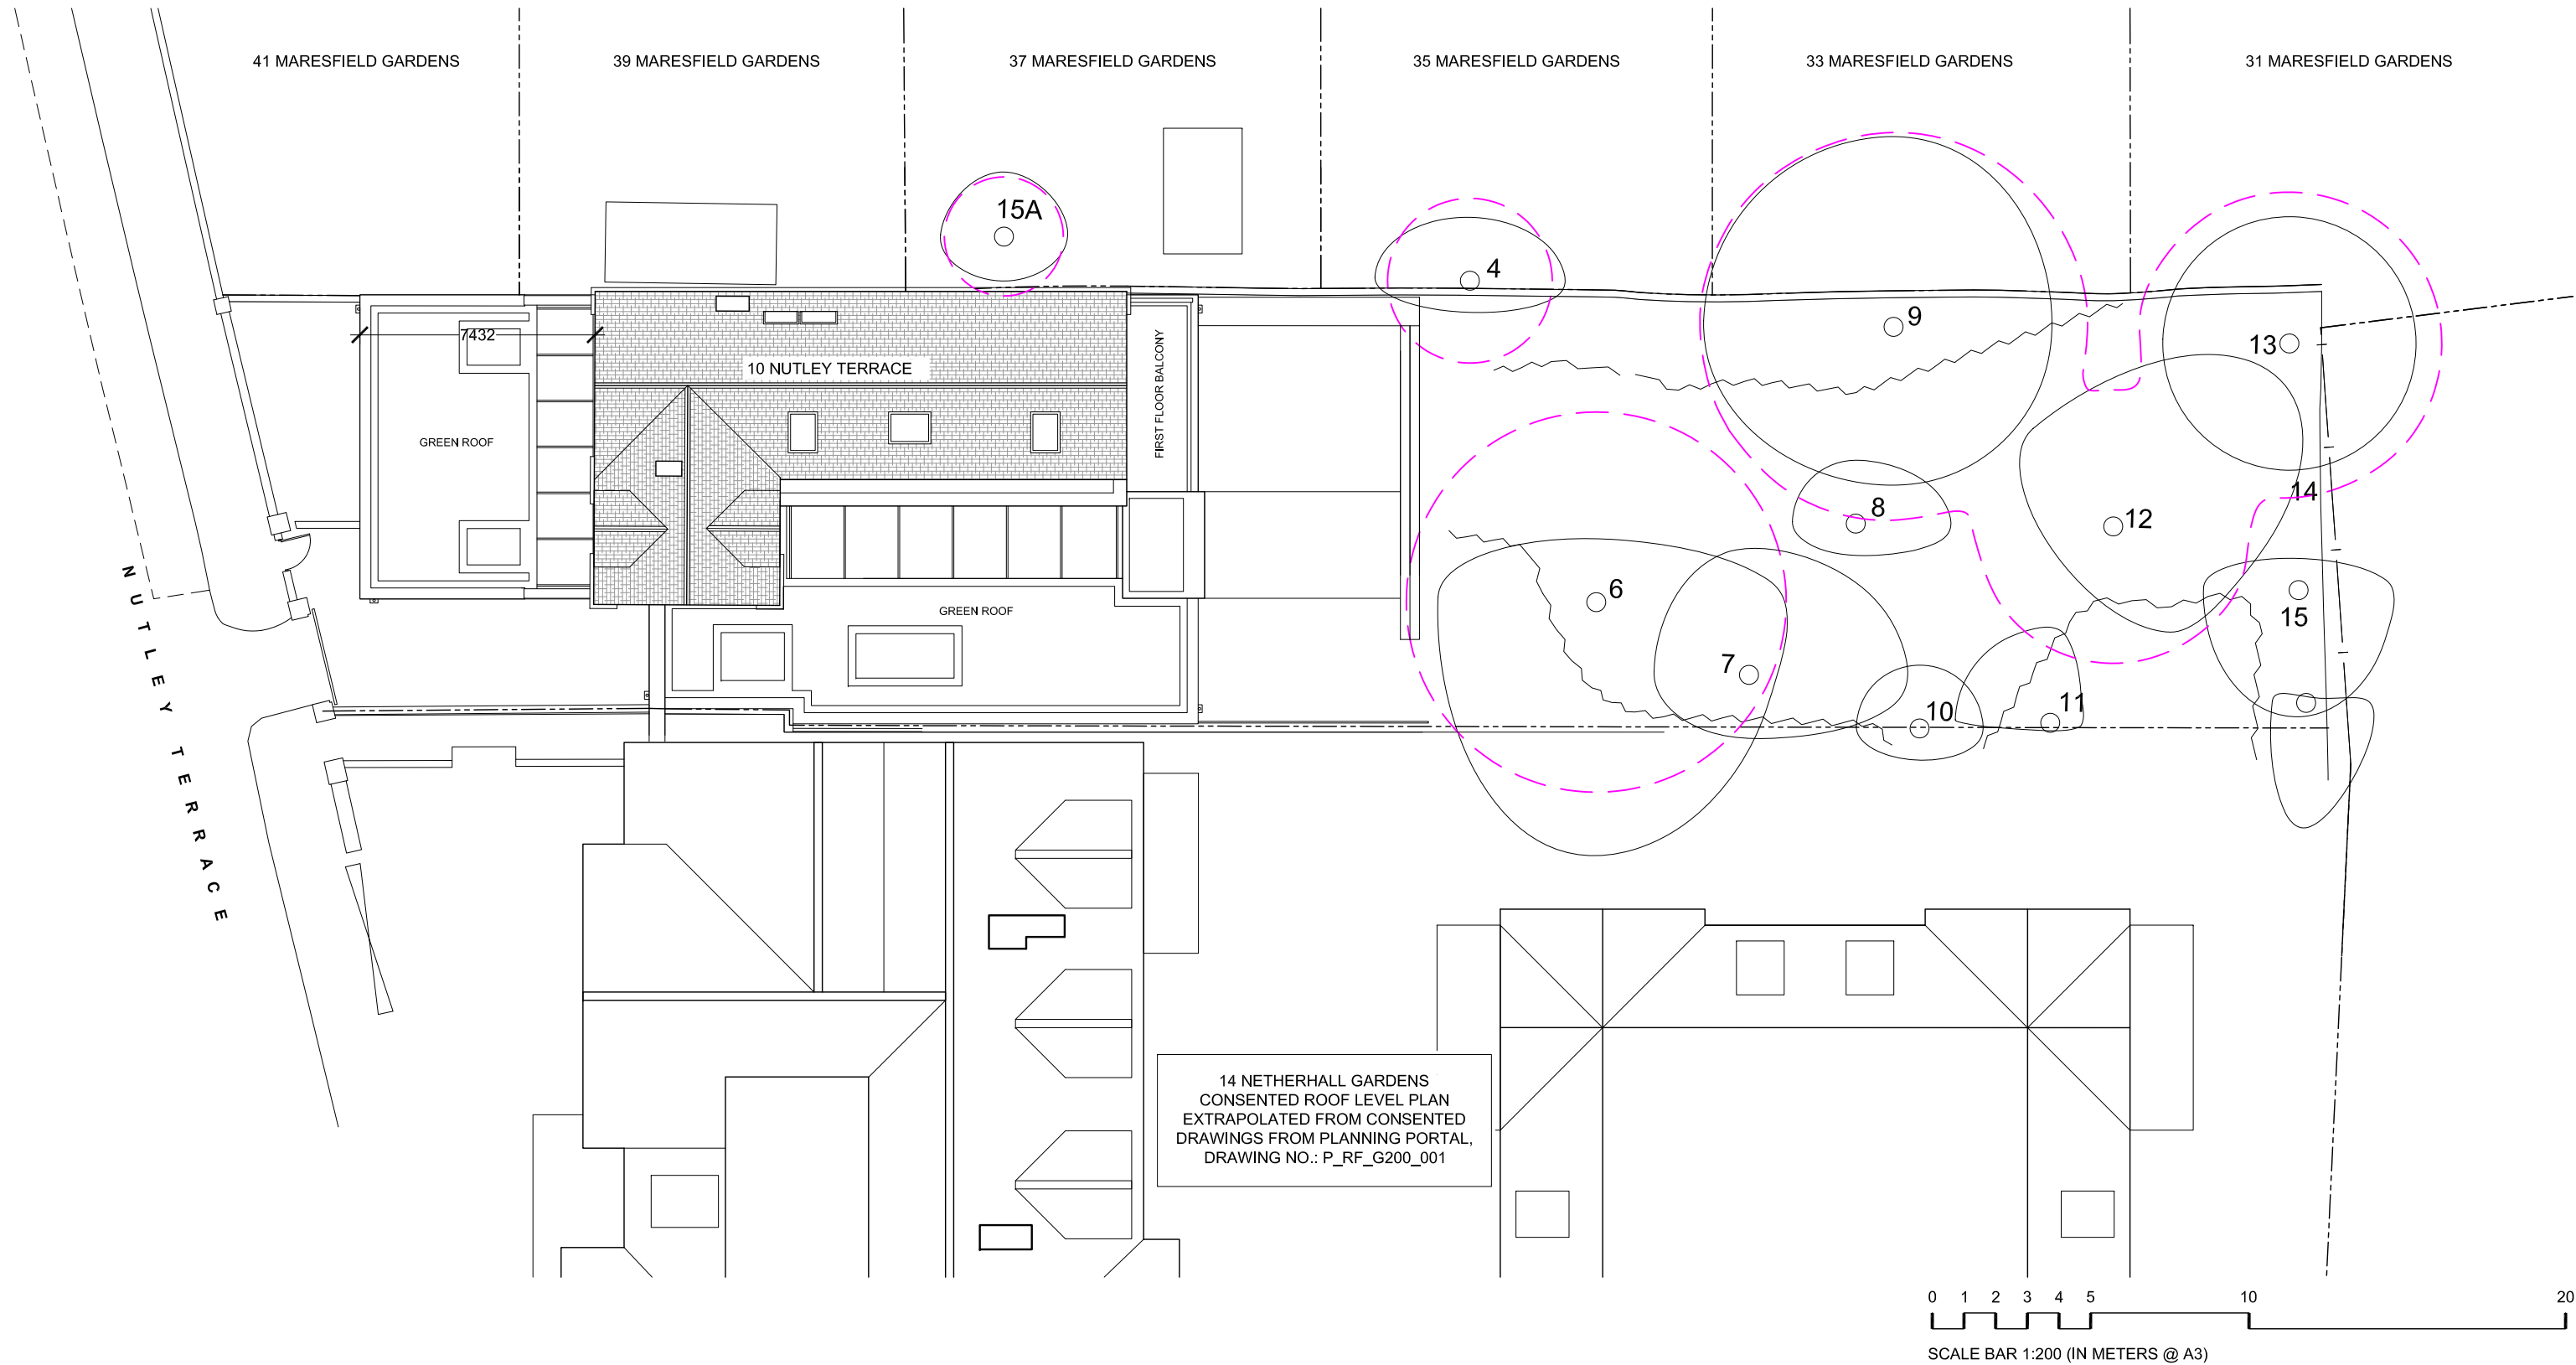 41 MARESFIELD GARDENS
39 MARESFIELD GARDENS
37 MARESFIELD GARDENS
35 MARESFIELD GARDENS
33 MARESFIELD GARDENS
31 MARESFIELD GARDENS
15A
4
9
13
7432
10 NUTLEY TERRACE
FIRST FLOOR BALCONY
GREEN ROOF
14
8
12
6
GREEN ROOF
15
7
10
11
NUTLEY TERRACE
14 NETHERHALL GARDENS
CONSENTED ROOF LEVEL PLAN
EXTRAPOLATED FROM CONSENTED
DRAWINGS FROM PLANNING PORTAL,
DRAWING NO.: P_RF_G200_001
0 1 2 3 4 5 10 20
SCALE BAR 1:200 (IN METERS @ A3)